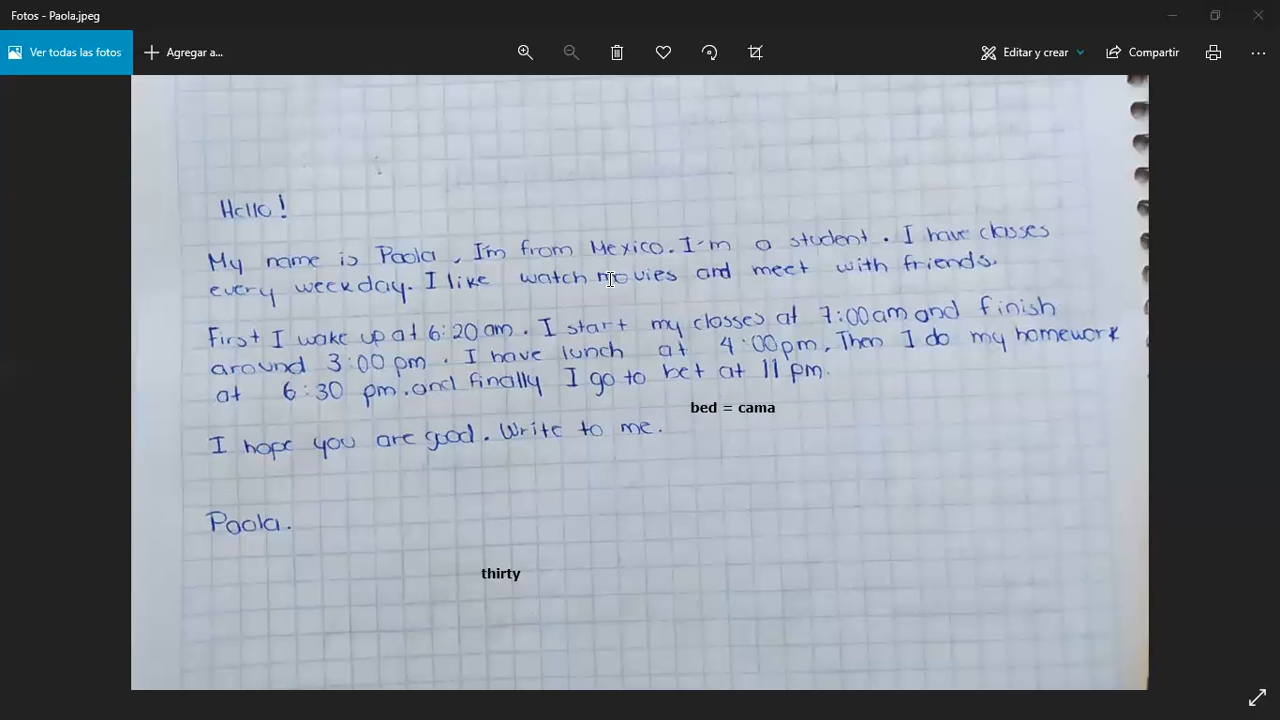 Fotos - Paola.jpeg
Ver todas las fotos
Agregar a...
Editar y crear
Compartir
Hello!
My name is Paola, I'm from Mexico. I'm a student. I have classes
every weekday. I like watch movies and meet with friends.
First I wake up at 6:20 am. I start my classes at 7:00am and finish
around 3:00 pm. I have lunch at 4:00pm, Then I do my homework
at 6:30 pm.and finally I go to bet at 11 pm.
bed = cama
I hope you are good. Write to me.
Paola.
thirty